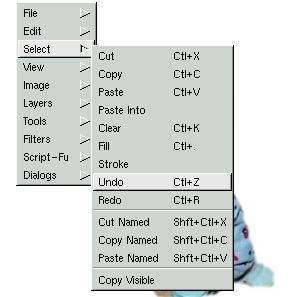 File
Edit
Select
View
Image
Layers
Tools
Filters
Script-Fu
Dialogs
Cut Ctl+X
Copy Ctl+C
Paste Ctl+V
Paste Into
Clear Ctl+K
Fill Ctl+.
Stroke
Undo Ctl+Z
Redo Ctl+R
Cut Named Shft+Ctl+X
Copy Named Shft+Ctl+C
Paste Named Shft+Ctl+V
Copy Visible